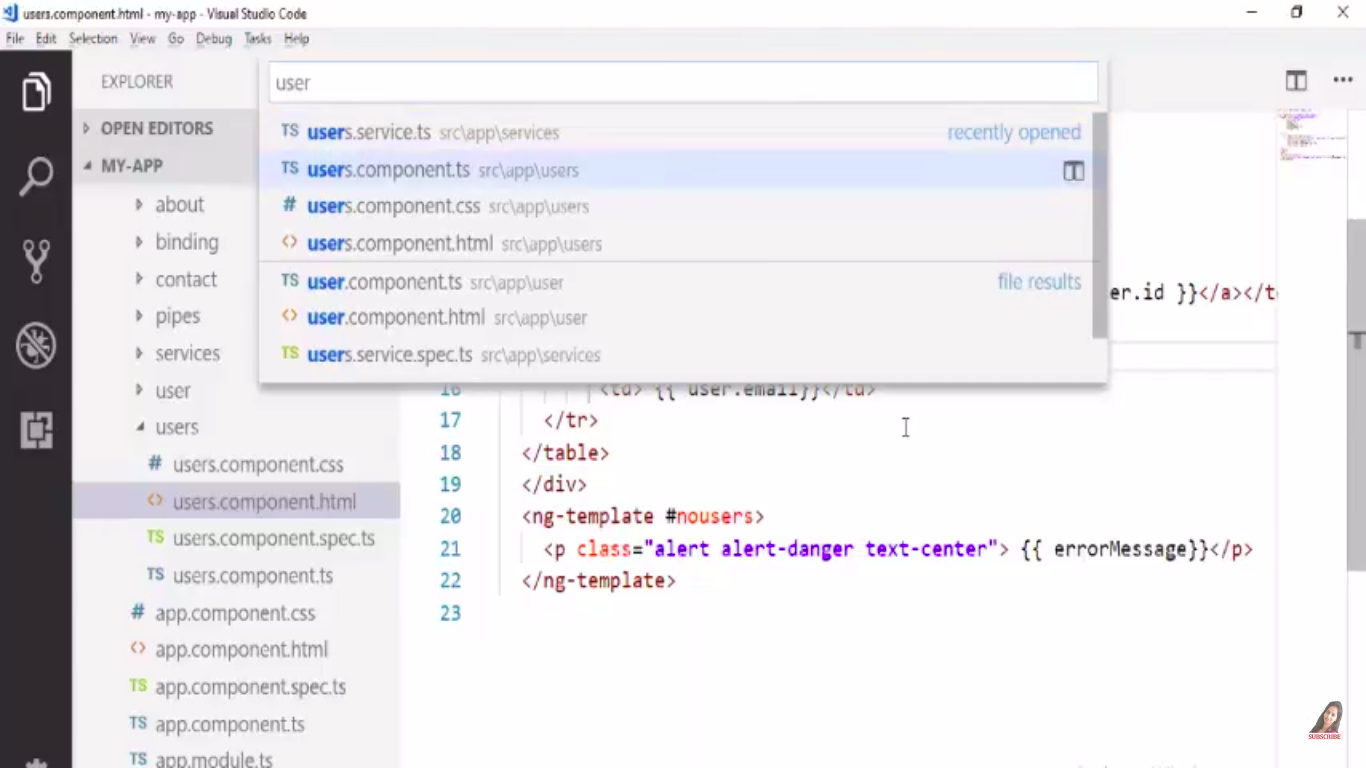 users.component.html - my-app - Visual Studio Code
File Edit Selection View Go Debug Tasks Help
EXPLORER
OPEN EDITORS
MY-APP
about
binding
contact
pipes
services
user
users
# users.component.css
<> users.component.html
TS users.component.spec.ts
TS users.component.ts
# app.component.css
<> app.component.html
TS app.component.spec.ts
TS app.component.ts
TS app.module.ts
user
TS users.service.ts src\app\services recently opened
TS users.component.ts src\app\users
# users.component.css src\app\users
<> users.component.html src\app\users
TS user.component.ts src\app\user file results
<> user.component.html src\app\user
TS users.service.spec.ts src\app\services
er.id }}</a></t
16 <td> {{ user.email}}</td>
17 </tr>
18 </table>
19 </div>
20 <ng-template #nousers>
21 <p class="alert alert-danger text-center"> {{ errorMessage}}</p>
22 </ng-template>
23
SUBSCRIBE